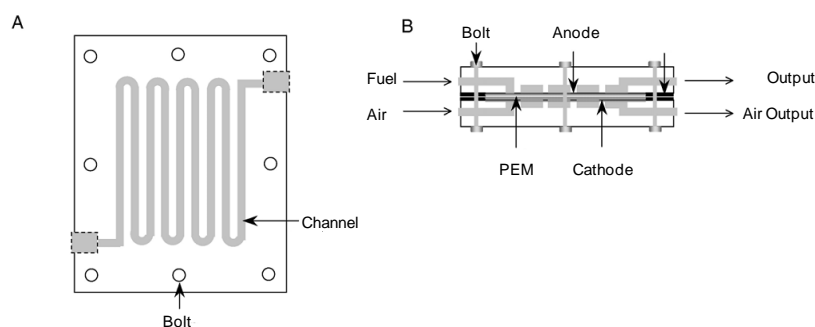 A
Channel
Bolt
B
Bolt
Anode
Fuel
Output
Air
Air Output
PEM
Cathode